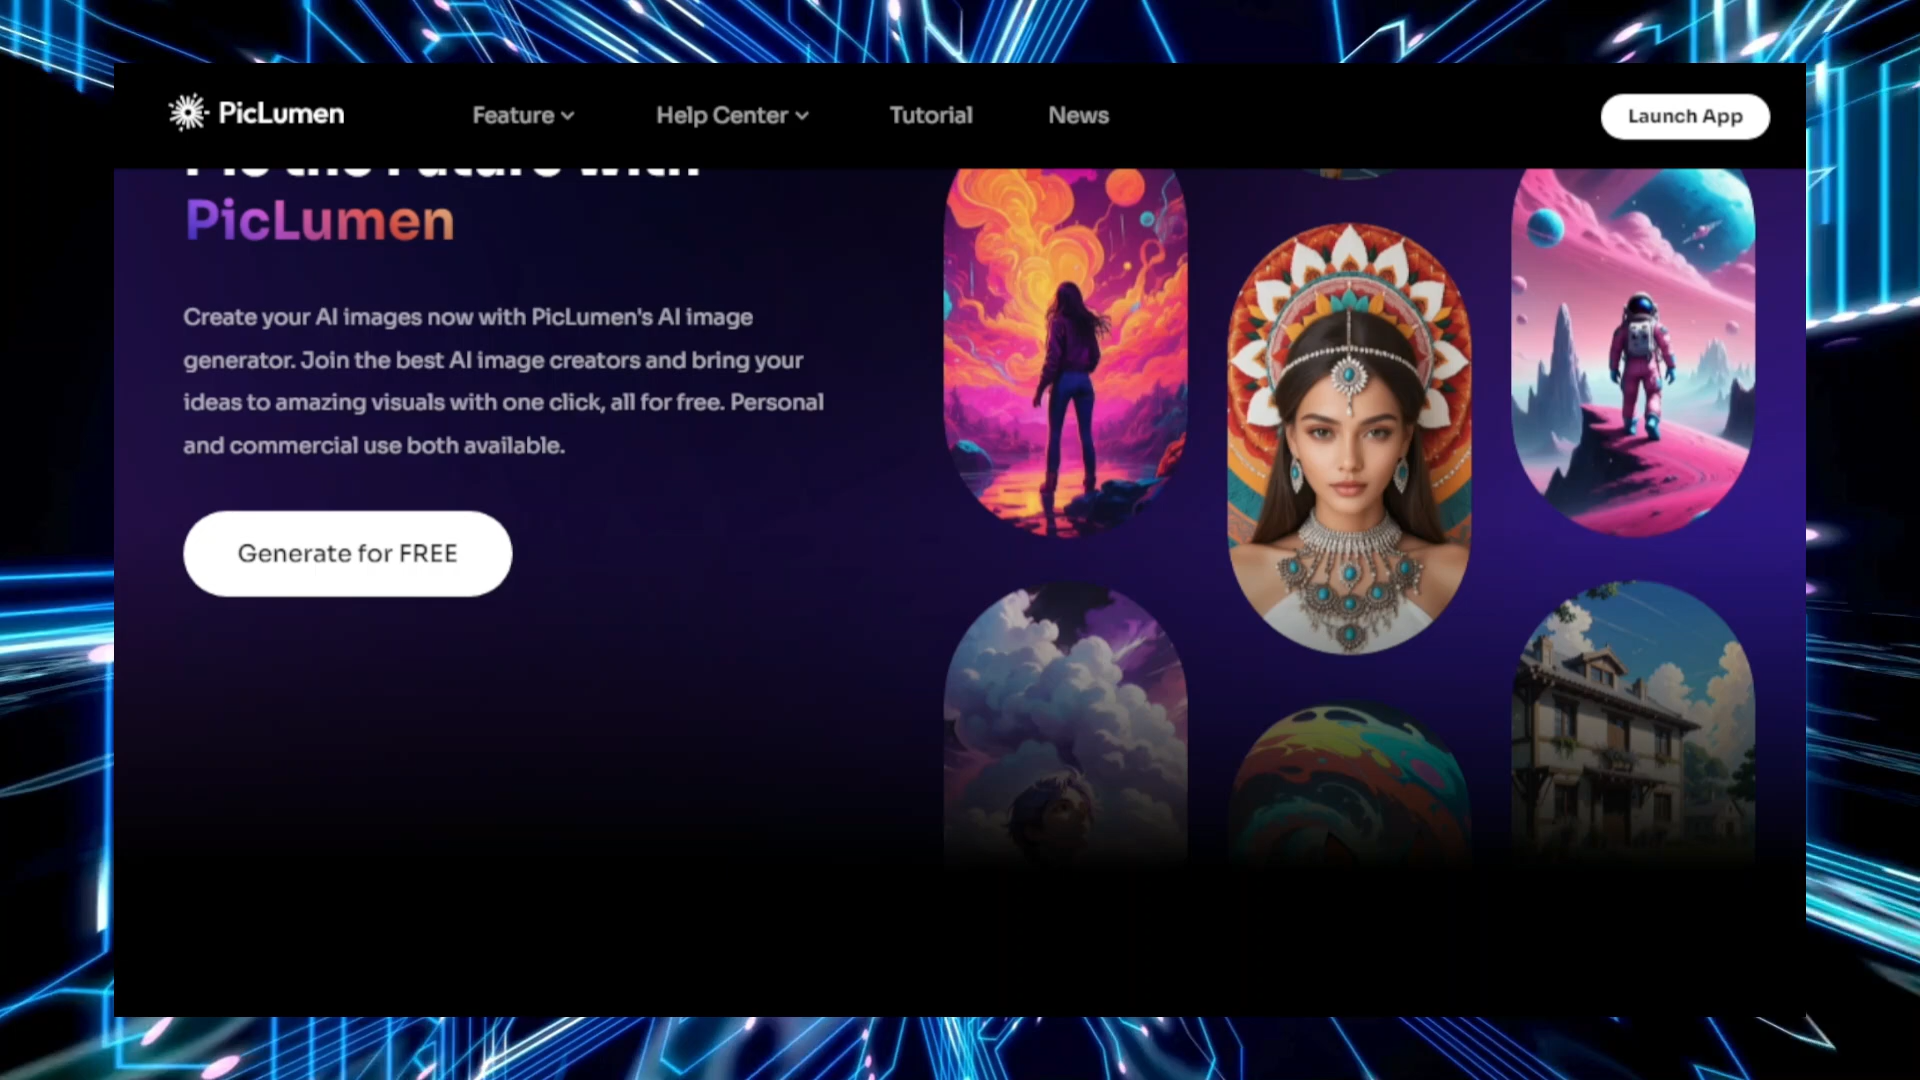 PicLumen
Feature
Help Center
Tutorial
News
Launch App
PicLumen
Create your AI images now with PicLumen's AI image
generator. Join the best AI image creators and bring your
ideas to amazing visuals with one click, all for free. Personal
and commercial use both available.
Generate for FREE